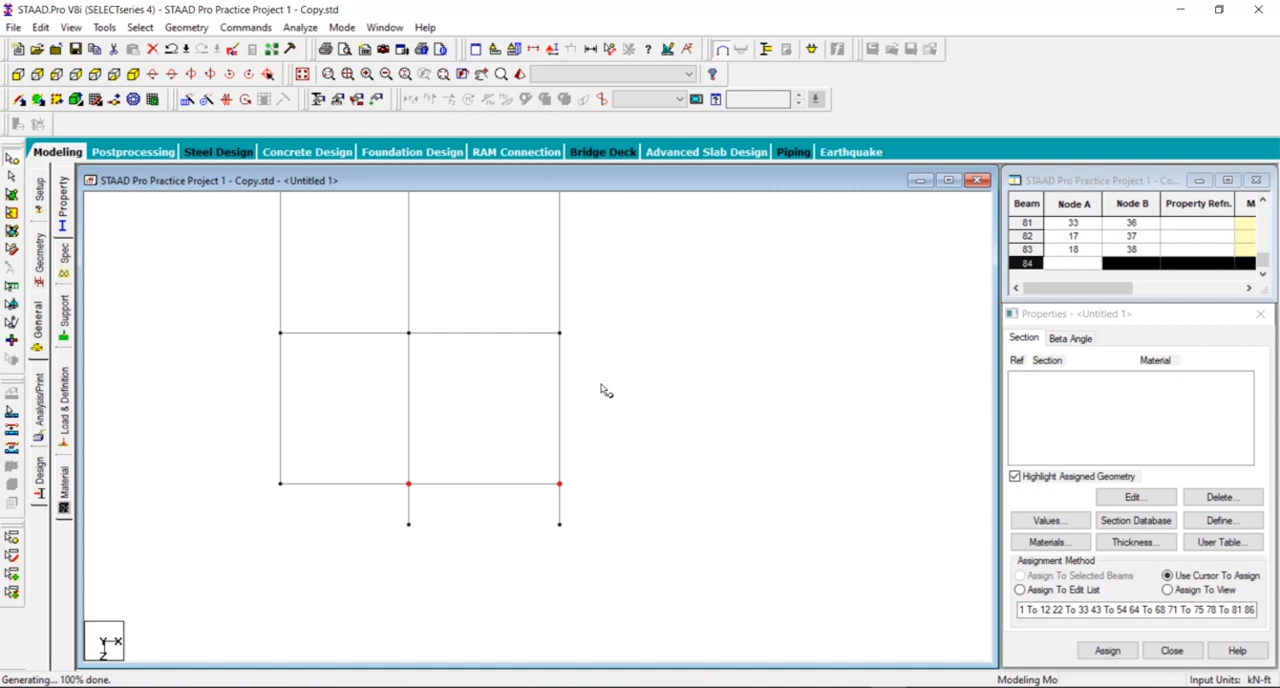 STAAD.Pro V8i (SELECTseries 4) - STAAD Pro Practice Project 1 - Copy.std
File Edit View Tools Select Geometry Commands Analyze Mode Window Help
Modeling Postprocessing Steel Design Concrete Design Foundation Design RAM Connection Bridge Deck Advanced Slab Design Piping Earthquake
Setup
Geometry
General
Analysis/Print
Design
Property
Spec
Support
Load & Definition
Material
STAAD Pro Practice Project 1 - Copy.std - <Untitled 1>
Y X
Z
STAAD Pro Practice Project 1 - Co...
Beam Node A Node B Property Refn. M
81 33 36
82 17 37
83 18 38
84
Properties - <Untitled 1>
Section Beta Angle
Ref Section Material
Highlight Assigned Geometry
Edit... Delete...
Values... Section Database Define...
Materials... Thickness... User Table...
Assignment Method
Assign To Selected Beams Use Cursor To Assign
Assign To Edit List Assign To View
1 To 12 22 To 33 43 To 54 64 To 68 71 To 75 78 To 81 86
Assign Close Help
Generating... 100% done. Modeling Mo Input Units: kN-ft